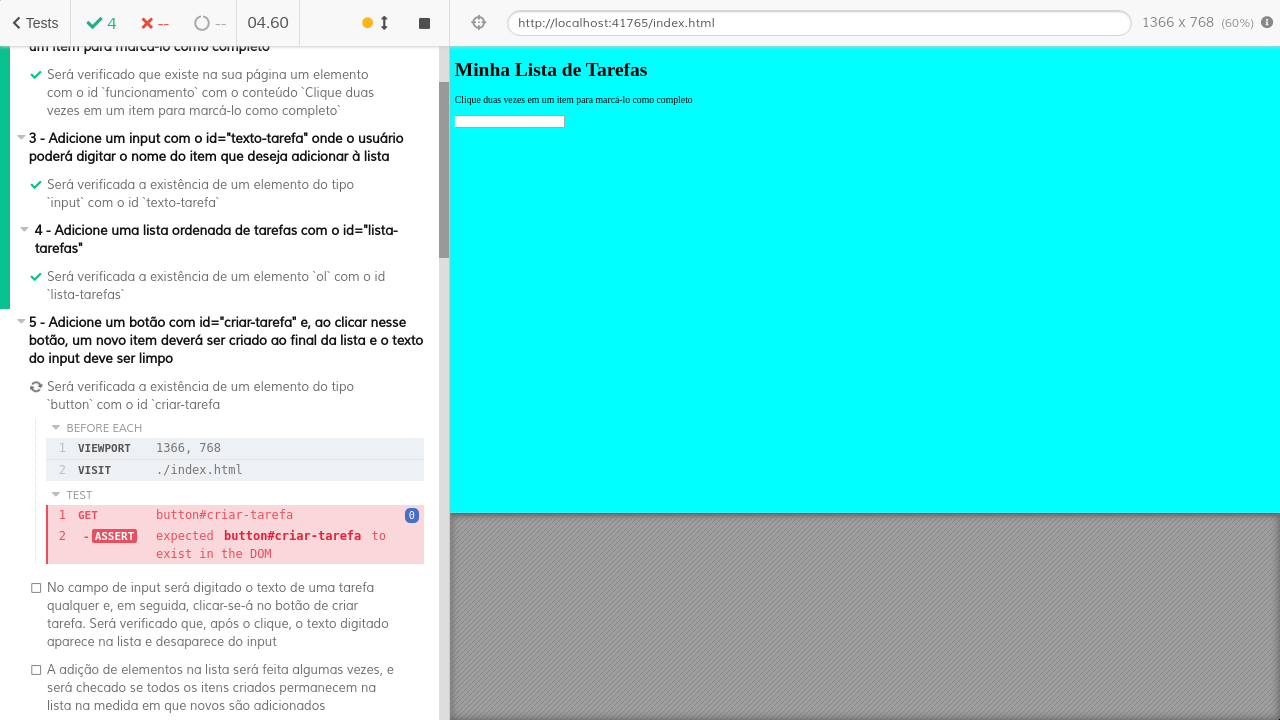 Tests
4
--
--
04.60
http://localhost:41765/index.html
1366 x 768 (60%)
um item para marcá-lo como completo
Será verificado que existe na sua página um elemento
com o id `funcionamento` com o conteúdo `Clique duas
vezes em um item para marcá-lo como completo`
3 - Adicione um input com o id="texto-tarefa" onde o usuário
poderá digitar o nome do item que deseja adicionar à lista
Será verificada a existência de um elemento do tipo
`input` com o id `texto-tarefa`
4 - Adicione uma lista ordenada de tarefas com o id="lista-
tarefas"
Será verificada a existência de um elemento `ol` com o id
`lista-tarefas`
5 - Adicione um botão com id="criar-tarefa" e, ao clicar nesse
botão, um novo item deverá ser criado ao final da lista e o texto
do input deve ser limpo
Será verificada a existência de um elemento do tipo
`button` com o id `criar-tarefa
BEFORE EACH
1 VIEWPORT 1366, 768
2 VISIT ./index.html
TEST
1 GET button#criar-tarefa 0
2 -ASSERT expected button#criar-tarefa to
exist in the DOM
No campo de input será digitado o texto de uma tarefa
qualquer e, em seguida, clicar-se-á no botão de criar
tarefa. Será verificado que, após o clique, o texto digitado
aparece na lista e desaparece do input
A adição de elementos na lista será feita algumas vezes, e
será checado se todos os itens criados permanecem na
lista na medida em que novos são adicionados
Minha Lista de Tarefas
Clique duas vezes em um item para marcá-lo como completo